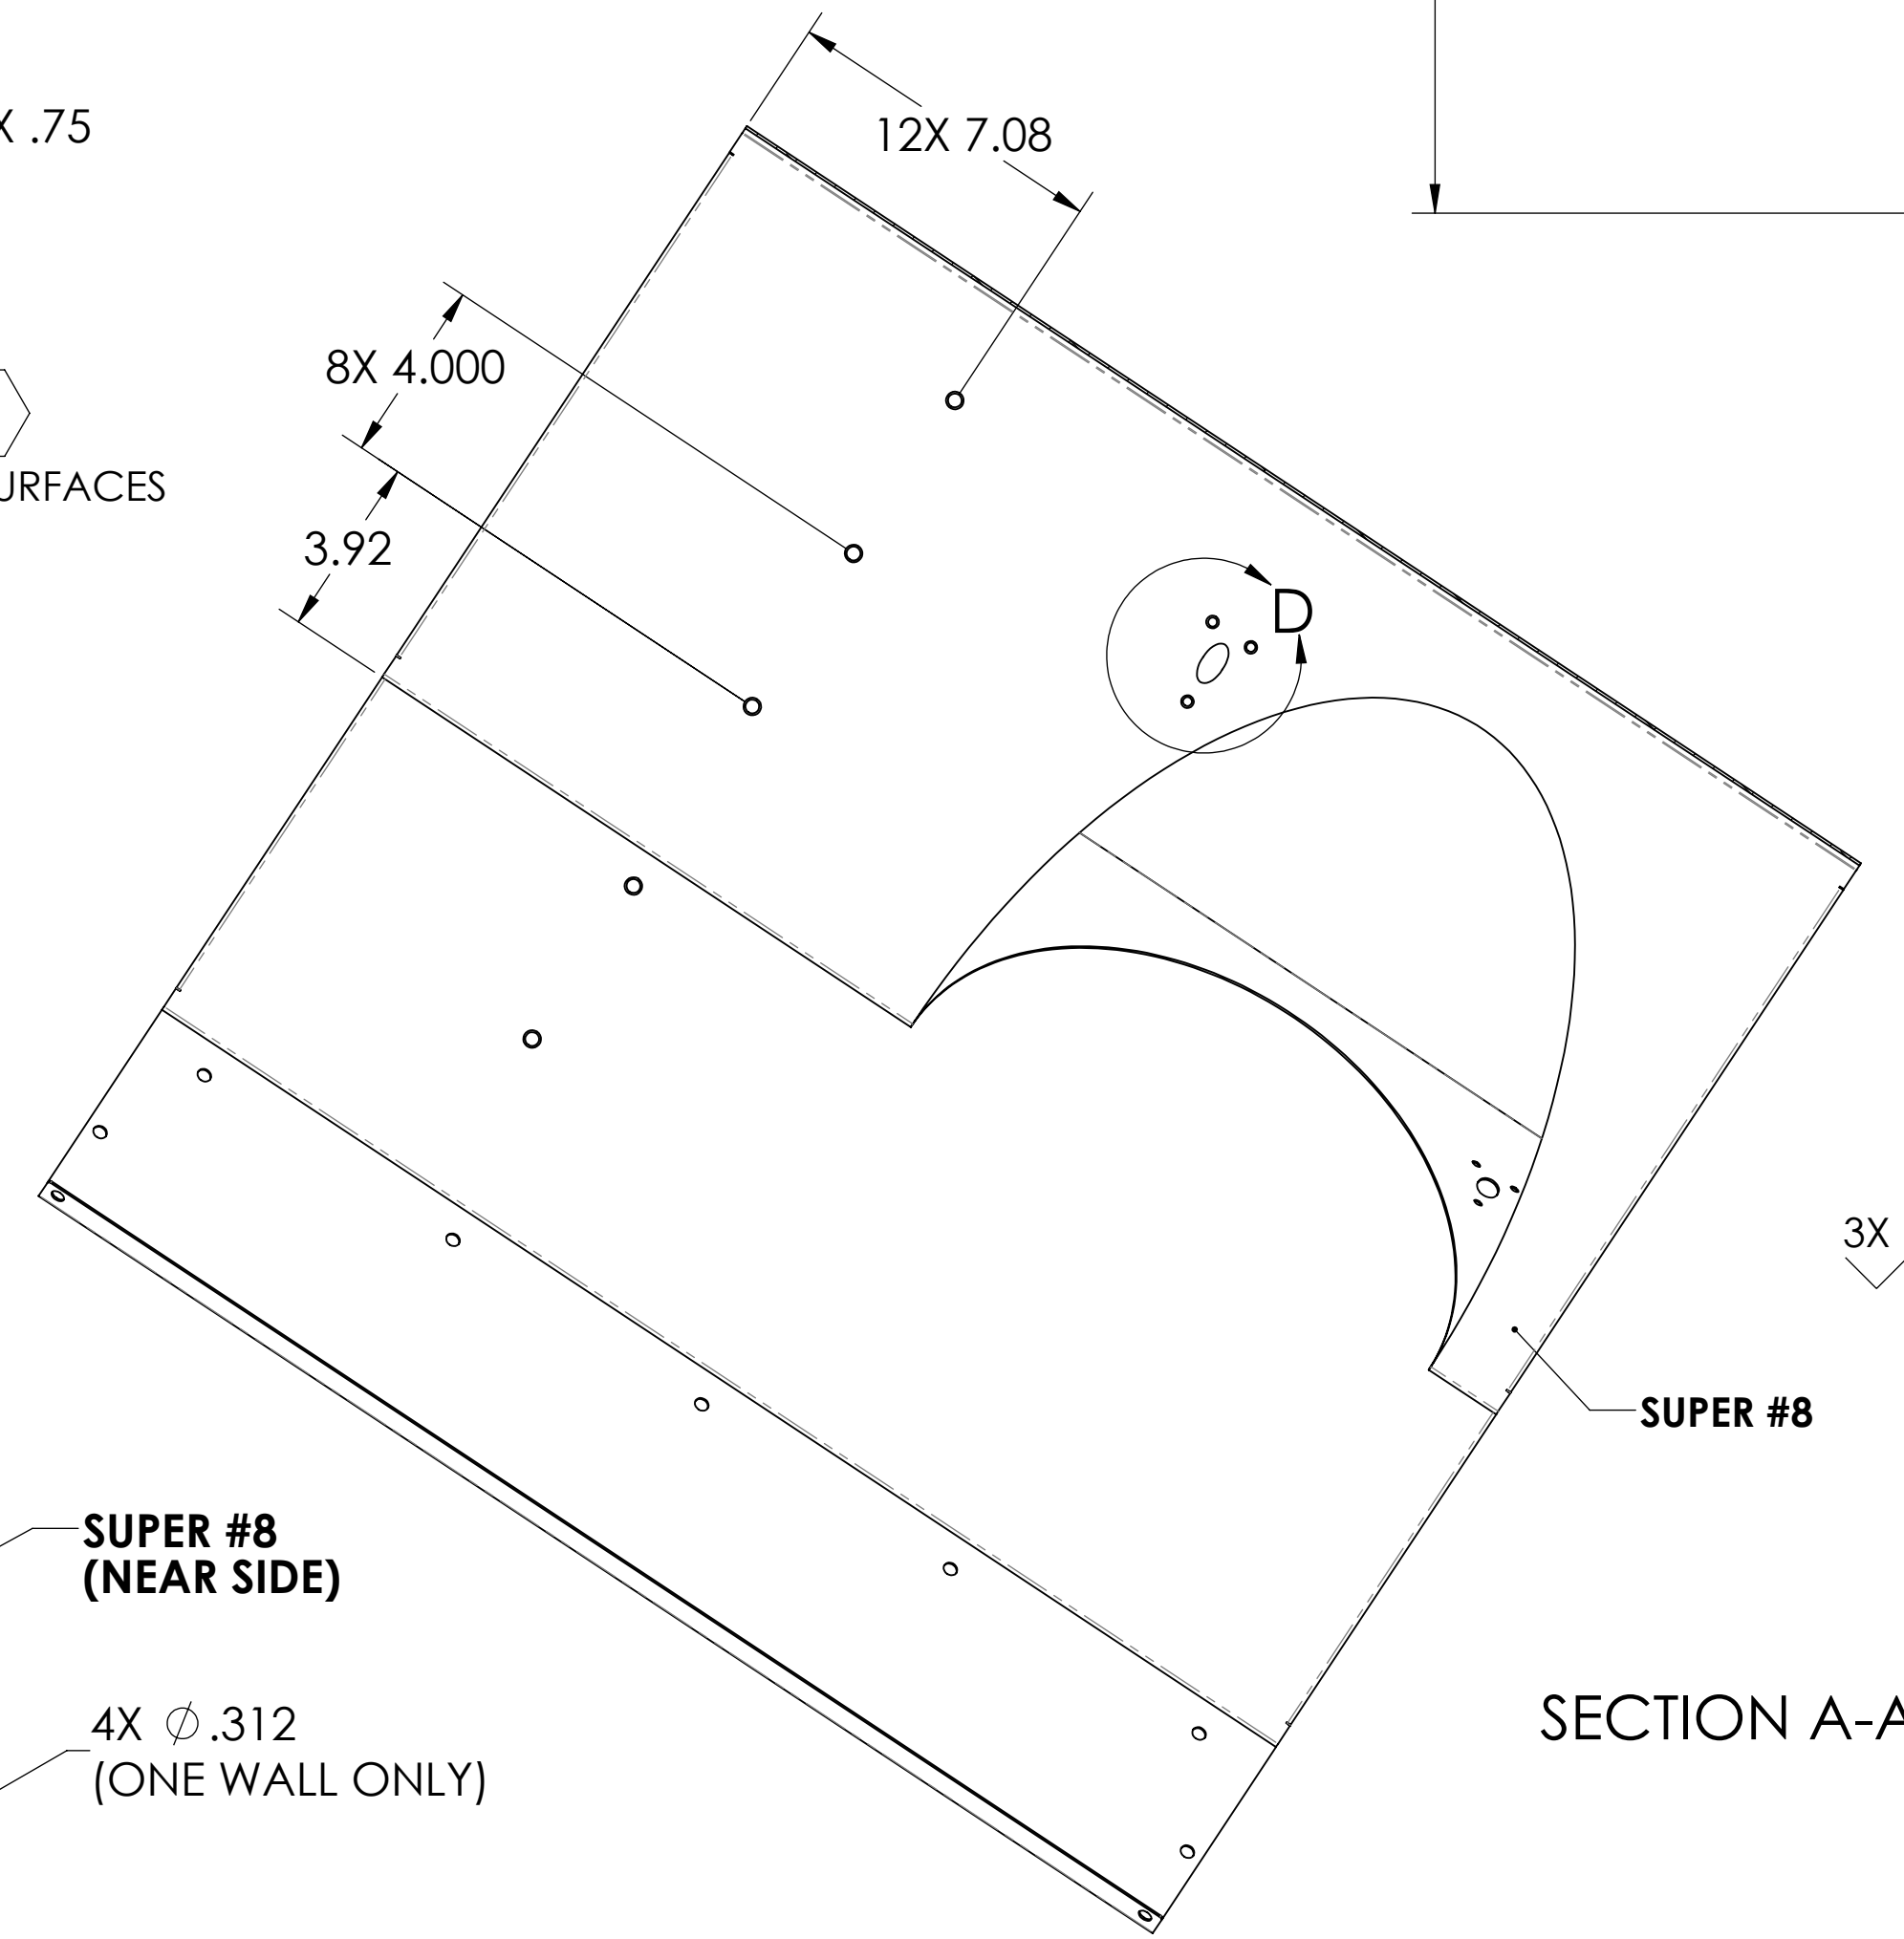 X .75
12X 7.08
8X 4.000
URFACES
3.92
D
3X
SUPER #8
SUPER #8
(NEAR SIDE)
4X ∅ .312
(ONE WALL ONLY)
SECTION A-A